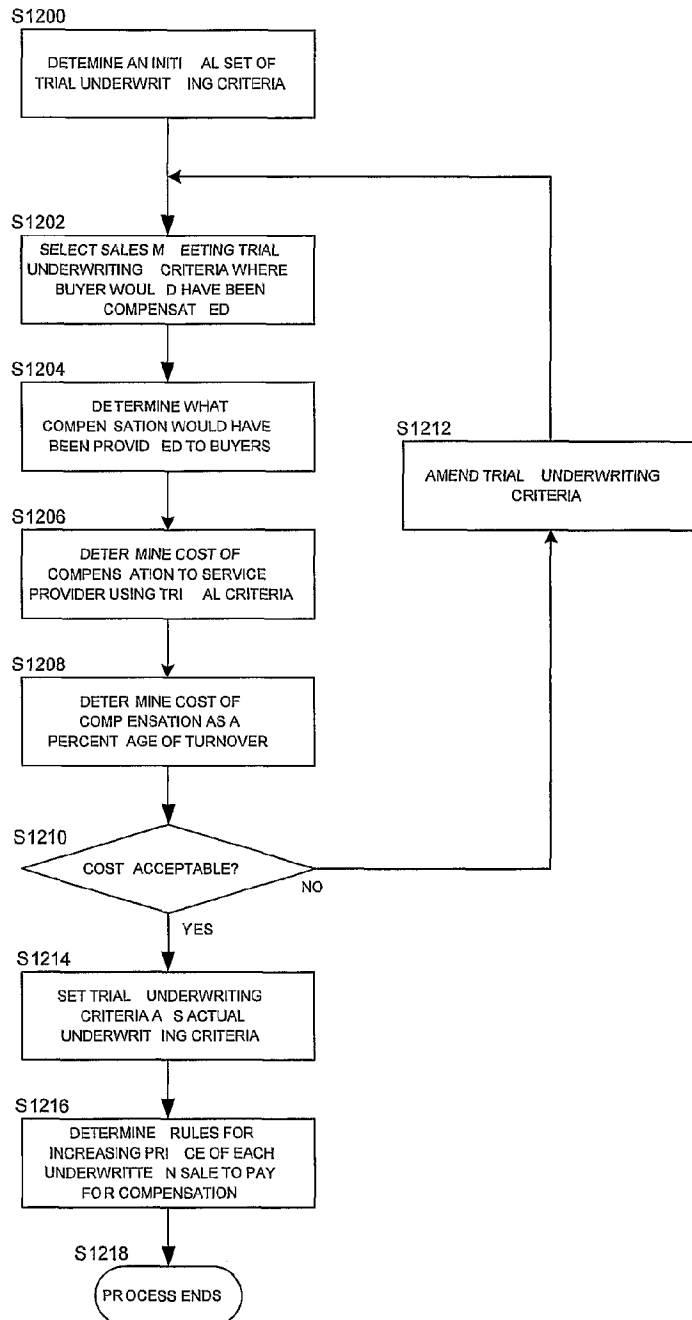 S1200
DETEMINE AN INITI AL SET OF
TRIAL UNDERWRIT ING CRITERIA
S1202
SELECT SALES M EETING TRIAL
UNDERWRITING CRITERIA WHERE
BUYER WOUL D HAVE BEEN
COMPENSAT ED
S1204
DETERMINE WHAT
COMPEN SATION WOULD HAVE
BEEN PROVID ED TO BUYERS
S1212
AMEND TRIAL UNDERWRITING
CRITERIA
S1206
DETER MINE COST OF
COMPENS ATION TO SERVICE
PROVIDER USING TRI AL CRITERIA
S1208
DETER MINE COST OF
COMP ENSATION AS A
PERCENT AGE OF TURNOVER
S1210
COST ACCEPTABLE?
NO
YES
S1214
SET TRIAL UNDERWRITING
CRITERIA A S ACTUAL
UNDERWRIT ING CRITERIA
S1216
DETERMINE RULES FOR
INCREASING PRI CE OF EACH
UNDERWRITTE N SALE TO PAY
FOR COMPENSATION
S1218
PROCESS ENDS